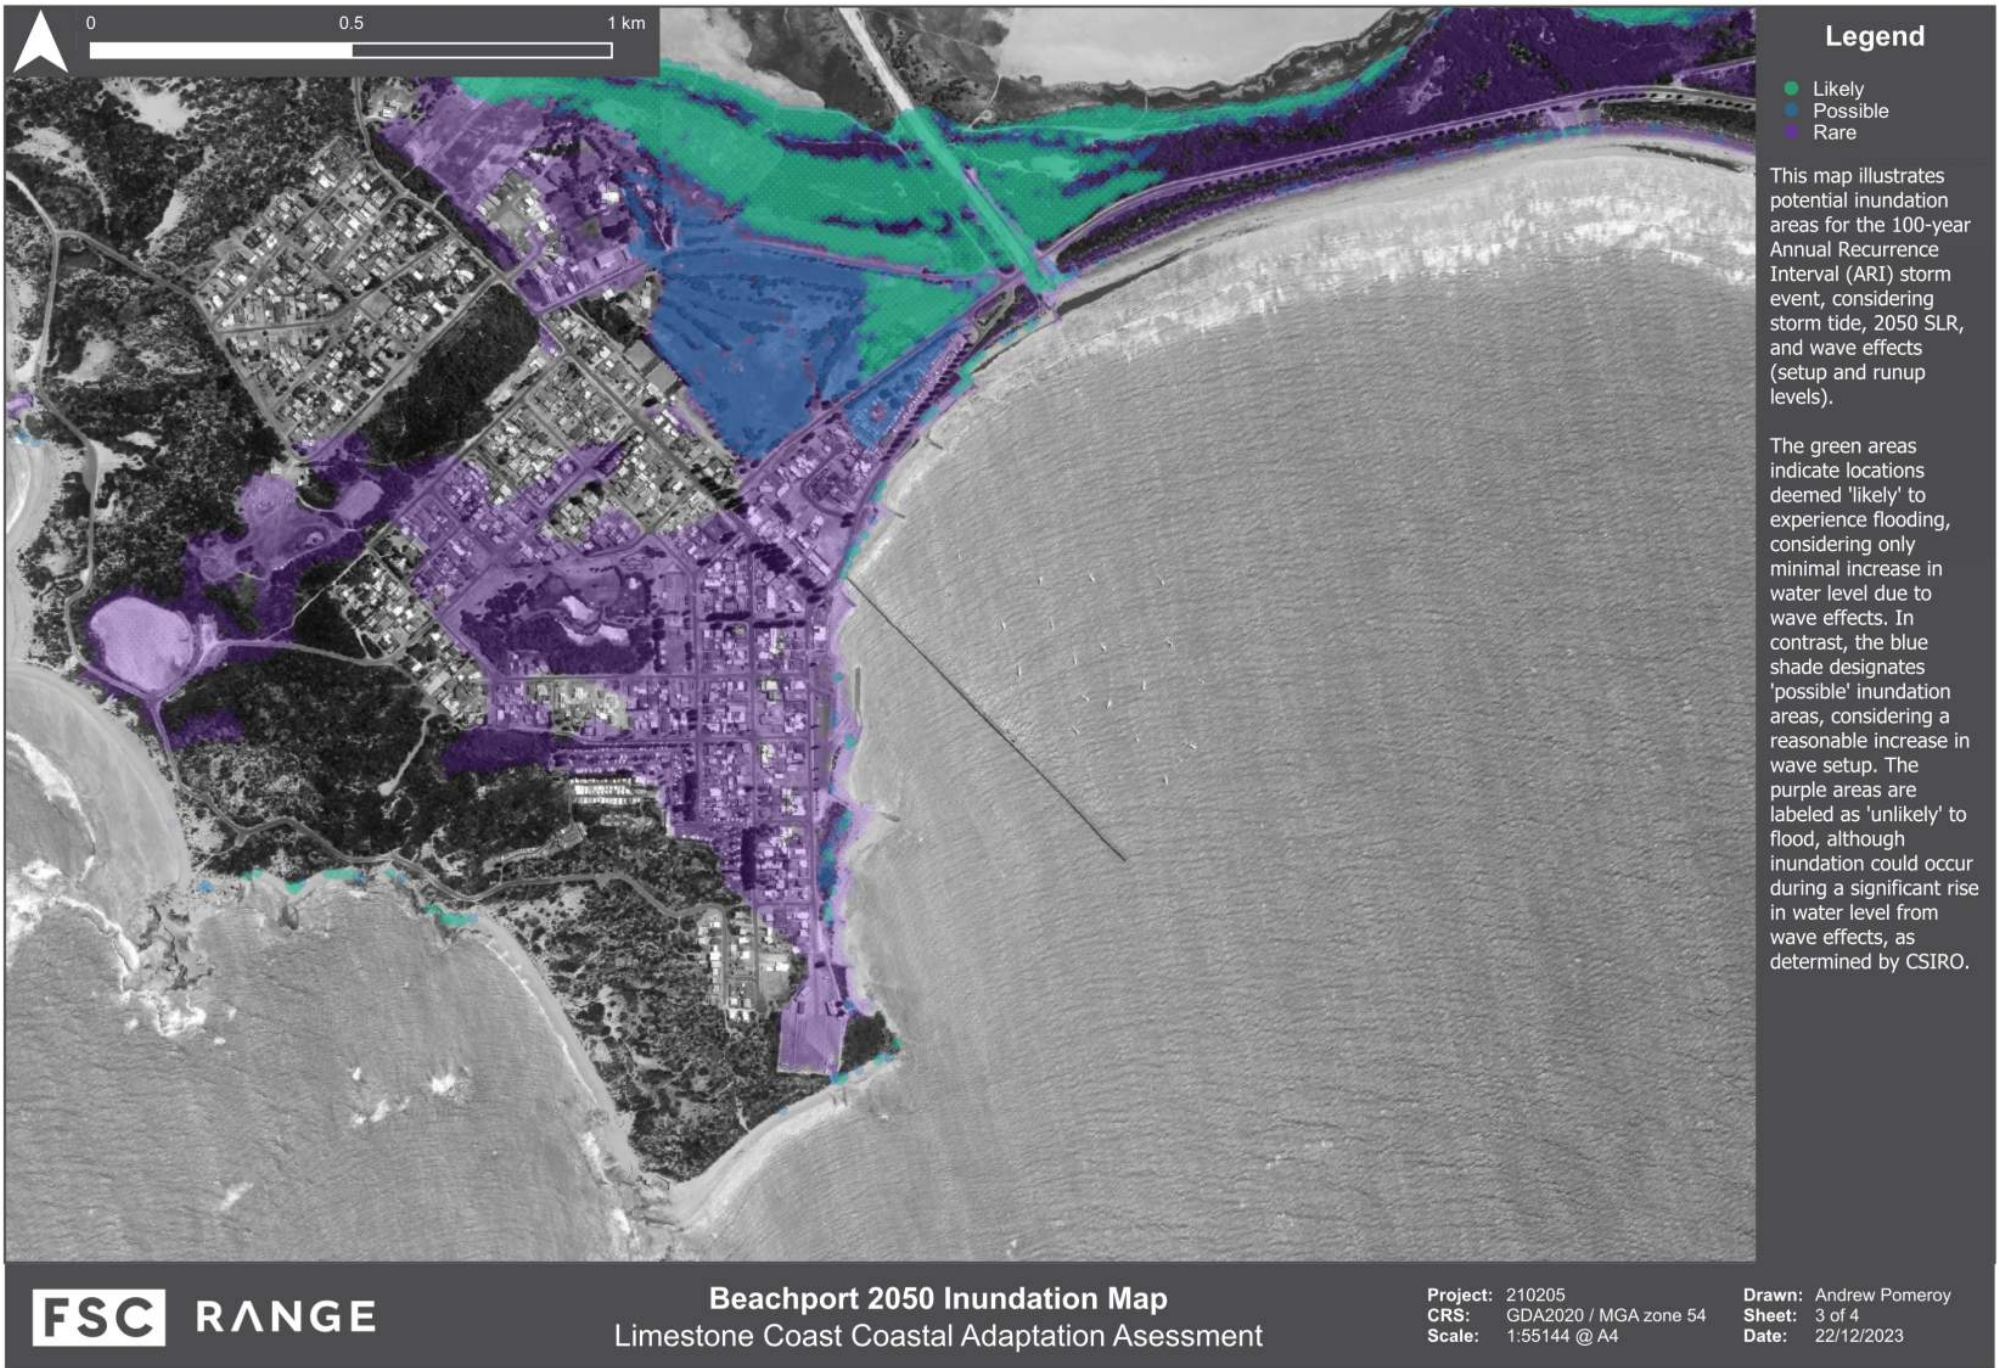 0 0.5 1 km
Legend
Likely
Possible
Rare
This map illustrates
potential inundation
areas for the 100-year
Annual Recurrence
Interval (ARI) storm
event, considering
storm tide, 2050 SLR,
and wave effects
(setup and runup
levels).
The green areas
indicate locations
deemed 'likely' to
experience flooding,
considering only
minimal increase in
water level due to
wave effects. In
contrast, the blue
shade designates
'possible' inundation
areas, considering a
reasonable increase in
wave setup. The
purple areas are
labeled as 'unlikely' to
flood, although
inundation could occur
during a significant rise
in water level from
wave effects, as
determined by CSIRO.
FSC RANGE
Beachport 2050 Inundation Map
Limestone Coast Coastal Adaptation Asessment
Project: 210205
CRS: GDA2020 / MGA zone 54
Scale: 1:55144 @ A4
Drawn: Andrew Pomeroy
Sheet: 3 of 4
Date: 22/12/2023